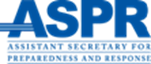 ASPR
ASSISTANT SECRETARY FOR
PREPAREDNESS AND RESPONSE